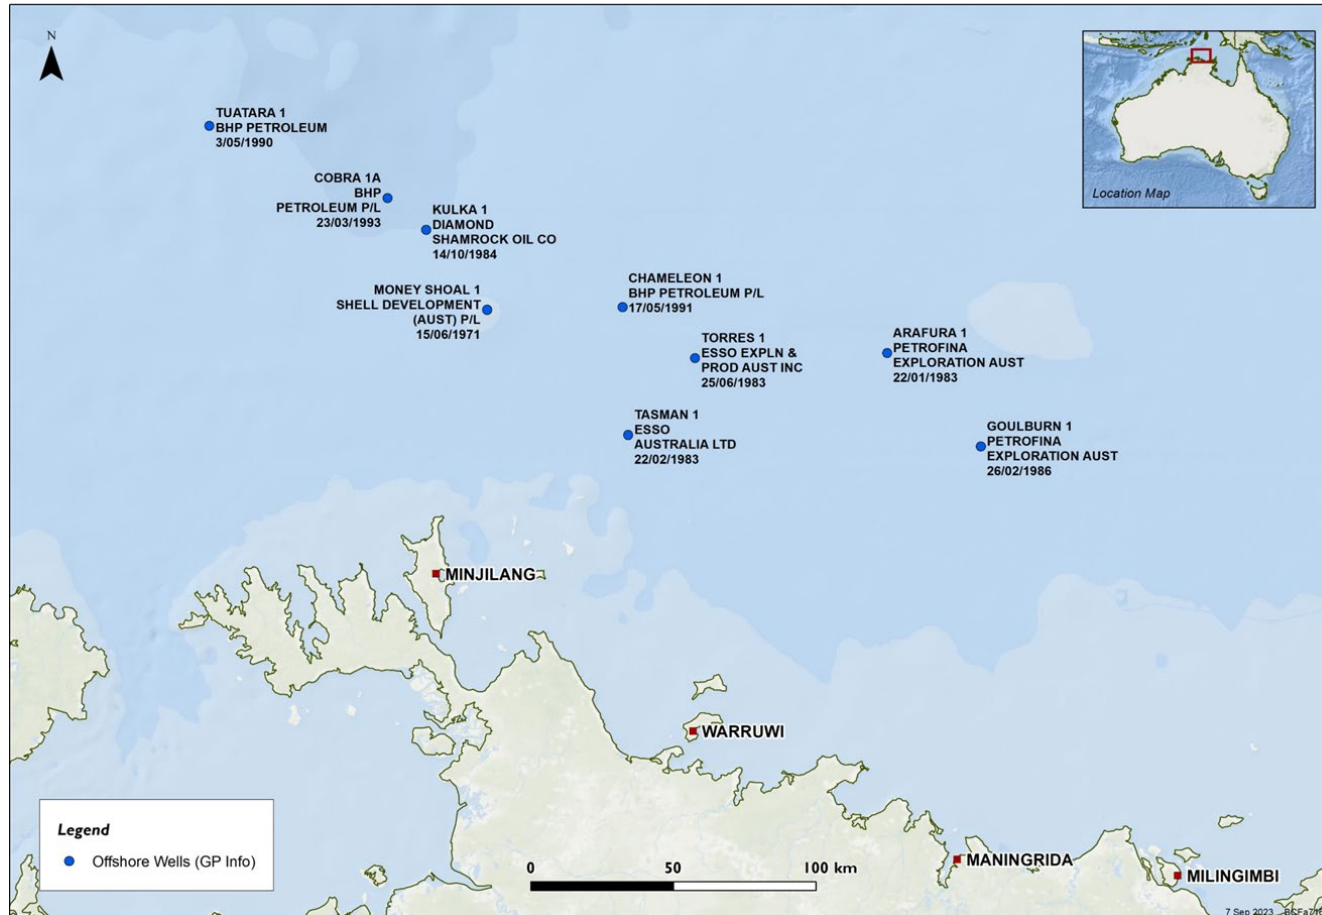 N
TUATARA 1
BHP PETROLEUM
3/05/1990
COBRA 1A
BHP
PETROLEUM P/L
23/03/1993
KULKA 1
DIAMOND
SHAMROCK OIL CO
14/10/1984
MONEY SHOAL 1
SHELL DEVELOPMENT
(AUST) P/L
15/06/1971
CHAMELEON 1
BHP PETROLEUM P/L
17/05/1991
TORRES 1
ESSO EXPLN &
PROD AUST INC
25/06/1983
ARAFURA 1
PETROFINA
EXPLORATION AUST
22/01/1983
TASMAN 1
ESSO
AUSTRALIA LTD
22/02/1983
GOULBURN 1
PETROFINA
EXPLORATION AUST
26/02/1986
Location Map
MINJILANG
WARRUWI
MANINGRIDA
MILINGIMBI
Legend
Offshore Wells (GP Info)
0 50 100 km
7 Sep 2023